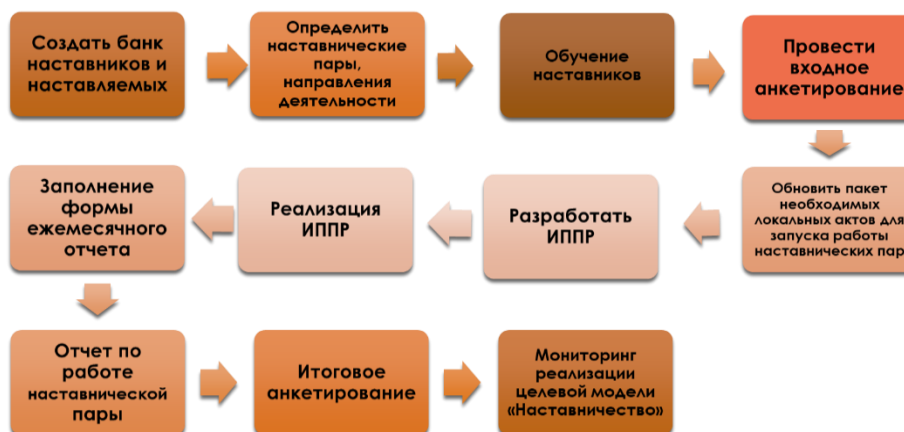 Создать банк
наставников и
наставляемых
Определить
наставнические
пары,
направления
деятельности
Обучение
наставников
Провести
входное
анкетирование
Обновить пакет
необходимых
локальных актов для
запуска работы
наставнических пар
Разработать
ИППР
Реализация
ИППР
Заполнение
формы
ежемесячного
отчета
Отчет по
работе
наставнической
пары
Итоговое
анкетирование
Мониторинг
реализации
целевой модели
«Наставничество»